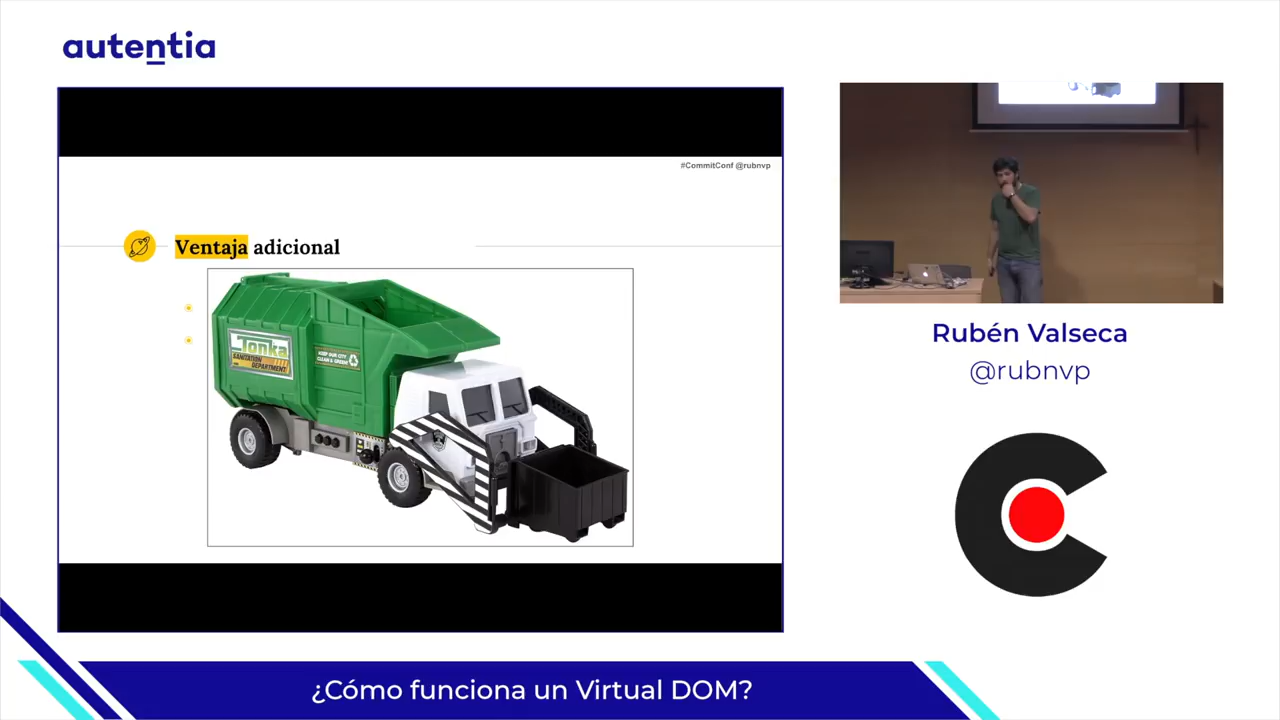 autentia
#CommitConf @rubnvp
Ventaja adicional
Tonka
SANITATION
DEPARTMENT
KEEP OUR CITY
CLEAN & GREEN
Rubén Valseca
@rubnvp
¿Cómo funciona un Virtual DOM?